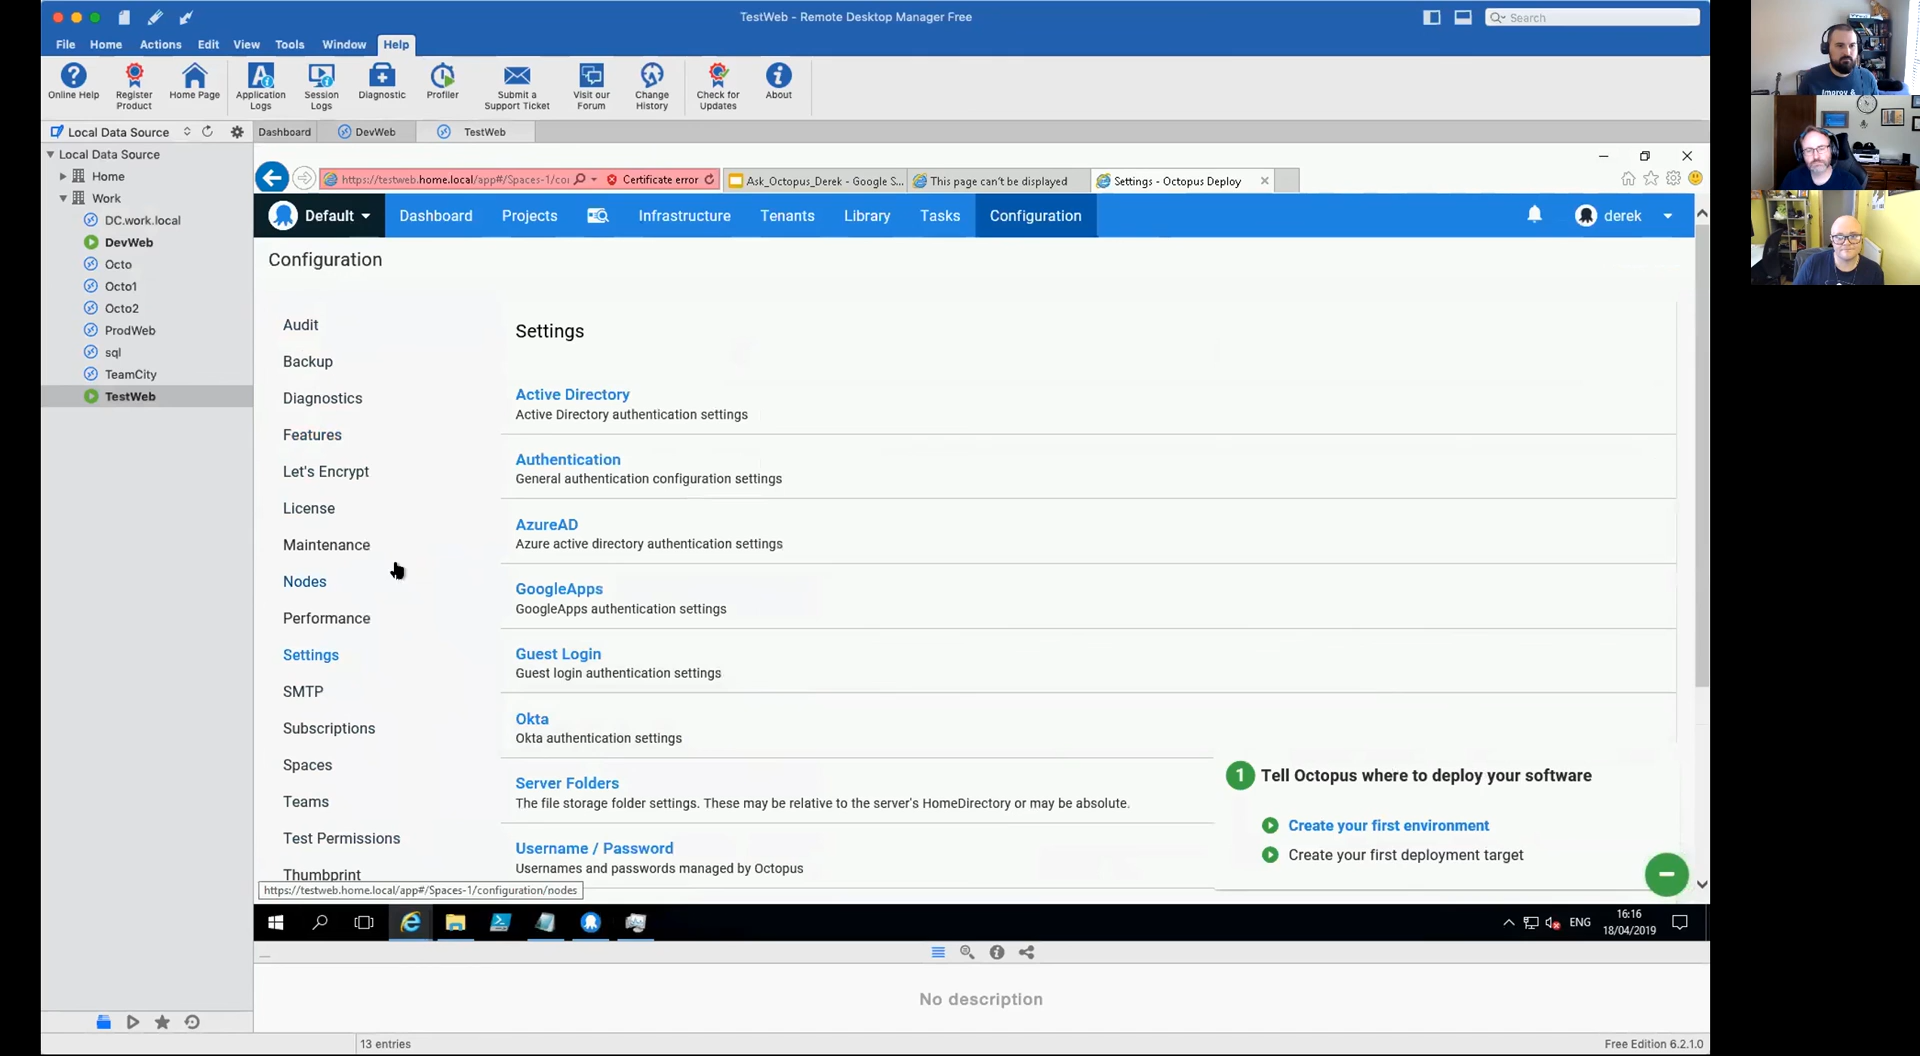 TestWeb - Remote Desktop Manager Free
Search
File Home Actions Edit View Tools Window Help
Online Help
Register Product
Home Page
Application Logs
Session Logs
Diagnostic
Profiler
Submit a Support Ticket
Visit our Forum
Change History
Check for Updates
About
Local Data Source
Dashboard DevWeb TestWeb
Local Data Source
Home
Work
DC.work.local
DevWeb
Octo
Octo1
Octo2
ProdWeb
sql
TeamCity
TestWeb
https://testweb.home.local/app#/Spaces-1/coi Certificate error
Ask_Octopus_Derek - Google S...
This page can't be displayed
Settings - Octopus Deploy
Default Dashboard Projects Infrastructure Tenants Library Tasks Configuration derek
Configuration
Audit
Backup
Diagnostics
Features
Let's Encrypt
License
Maintenance
Nodes
Performance
Settings
SMTP
Subscriptions
Spaces
Teams
Test Permissions
Thumbprint
Settings
Active Directory
Active Directory authentication settings
Authentication
General authentication configuration settings
AzureAD
Azure active directory authentication settings
GoogleApps
GoogleApps authentication settings
Guest Login
Guest login authentication settings
Okta
Okta authentication settings
Server Folders
The file storage folder settings. These may be relative to the server's HomeDirectory or may be absolute.
Username / Password
Usernames and passwords managed by Octopus
1 Tell Octopus where to deploy your software
Create your first environment
Create your first deployment target
https://testweb.home.local/app#/Spaces-1/configuration/nodes
ENG
16:16
18/04/2019
No description
13 entries
Free Edition 6.2.1.0